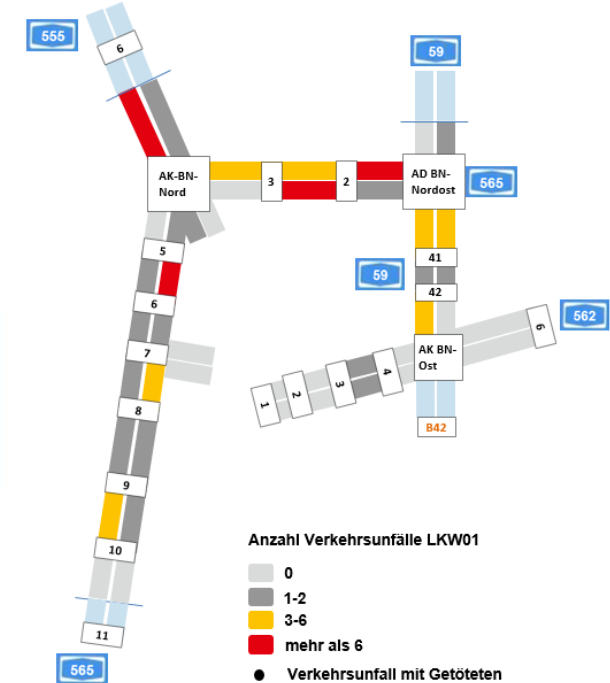 555
6
59
AK-BN-
Nord
3
2
AD BN-
Nordost
565
5
41
59
42
6
562
6
7
AK BN-
Ost
4
3
2
1
8
B42
9
10
11
565
Anzahl Verkehrsunfälle LKW01
0
1-2
3-6
mehr als 6
Verkehrsunfall mit Getöteten